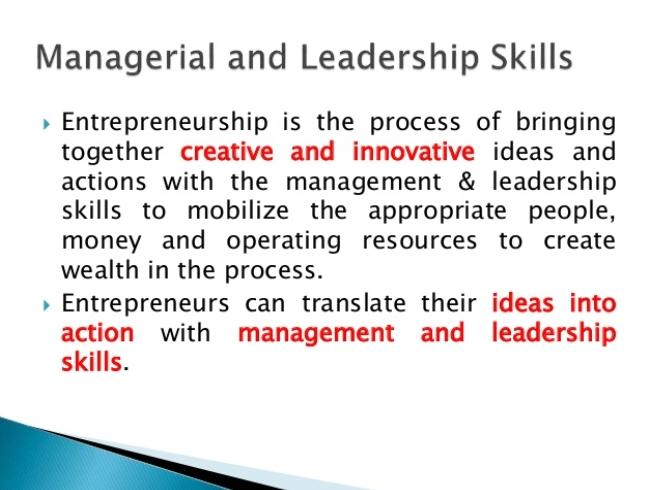 Managerial and Leadership Skills
Entrepreneurship is the process of bringing
together creative and innovative ideas and
actions with the management & leadership
skills to mobilize the appropriate people,
money and operating resources to create
wealth in the process.
Entrepreneurs can translate their ideas into
action with management and leadership
skills.